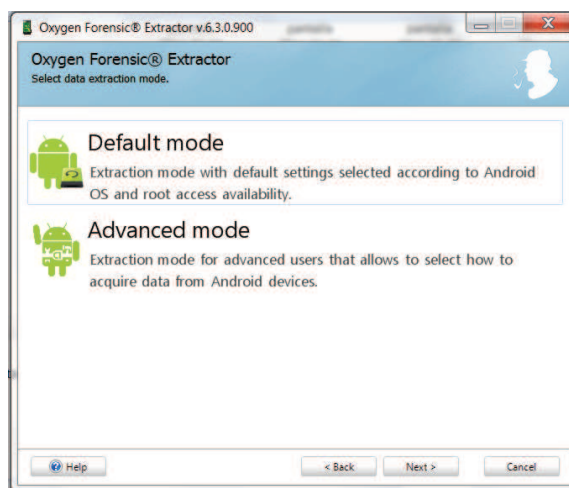 Oxygen Forensic® Extractor v.6.3.0.900
Oxygen Forensic® Extractor
Select data extraction mode.
Default mode
Extraction mode with default settings selected according to Android
OS and root access availability.
Advanced mode
Extraction mode for advanced users that allows to select how to
acquire data from Android devices.
Help
< Back
Next >
Cancel